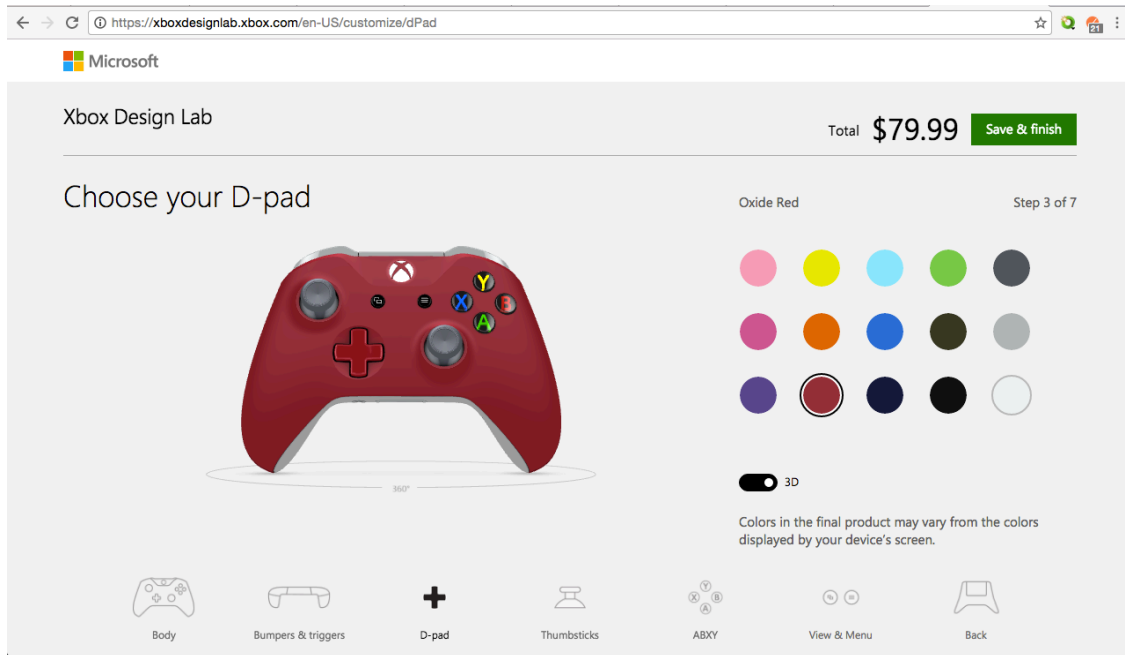 https://xboxdesignlab.xbox.com/en-US/customize/dPad
21
Microsoft
Xbox Design Lab
Total $79.99 Save & finish
Choose your D-pad
Oxide Red Step 3 of 7
Y
X B
A
360°
3D
Colors in the final product may vary from the colors
displayed by your device's screen.
Y
X B
A
Body Bumpers & triggers D-pad Thumbsticks ABXY View & Menu Back